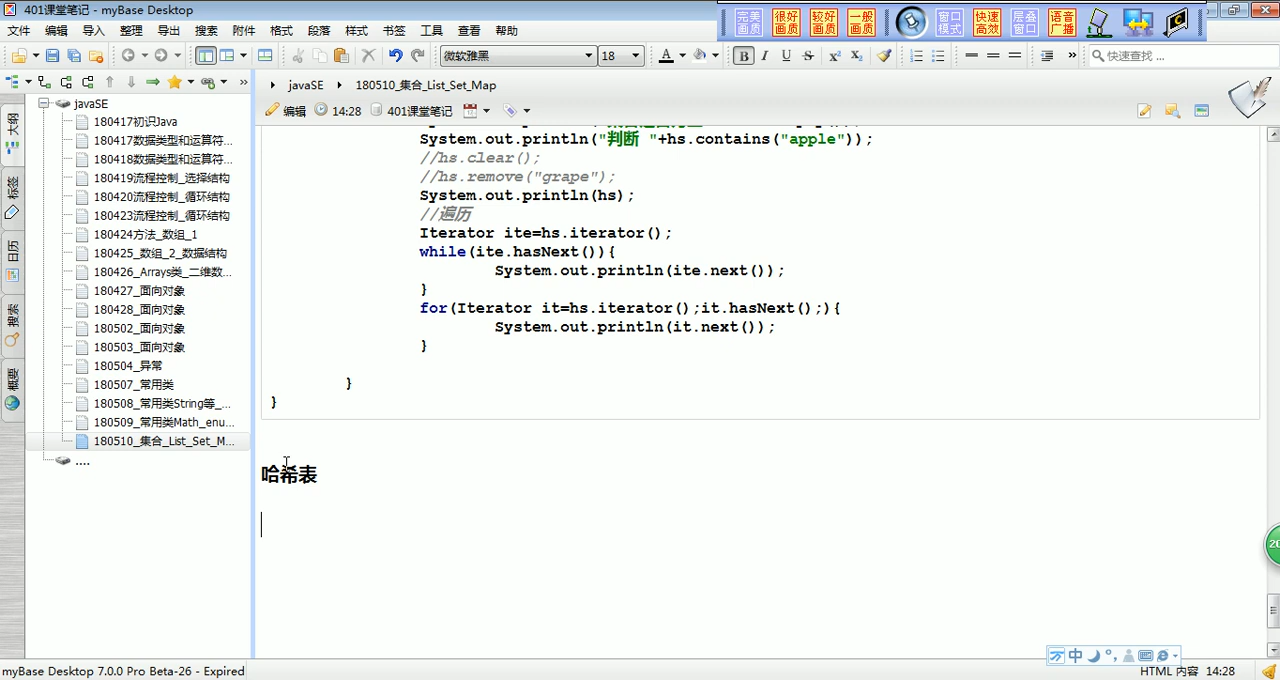 401课堂笔记 - myBase Desktop
完美画质
很好画质
较好画质
一般画质
窗口模式
快速高效
层叠窗口
语音广播
文件 编辑 导入 整理 导出 搜索 附件 格式 段落 样式 书签 工具 查看 帮助
微软雅黑 18 A B I U S x² x₂ » 快速查找 ...
» javaSE 180510_集合_List_Set_Map
编辑 14:28 401课堂笔记
大纲
标签
日历
搜索
概要
javaSE
180417初识Java
180417数据类型和运算符...
180418数据类型和运算符...
180419流程控制_选择结构
180420流程控制_循环结构
180423流程控制_循环结构
180424方法_数组_1
180425_数组_2_数据结构
180426_Arrays类_二维数...
180427_面向对象
180428_面向对象
180502_面向对象
180503_面向对象
180504_异常
180507_常用类
180508_常用类String等_...
180509_常用类Math_enu...
180510_集合_List_Set_M...
....
System.out.println("判断 "+hs.contains("apple"));
//hs.clear();
//hs.remove("grape");
System.out.println(hs);
//遍历
Iterator ite=hs.iterator();
while(ite.hasNext()){
System.out.println(ite.next());
}
for(Iterator it=hs.iterator();it.hasNext();){
System.out.println(it.next());
}
}
}
哈希表
20
中
myBase Desktop 7.0.0 Pro Beta-26 - Expired
HTML 内容 14:28